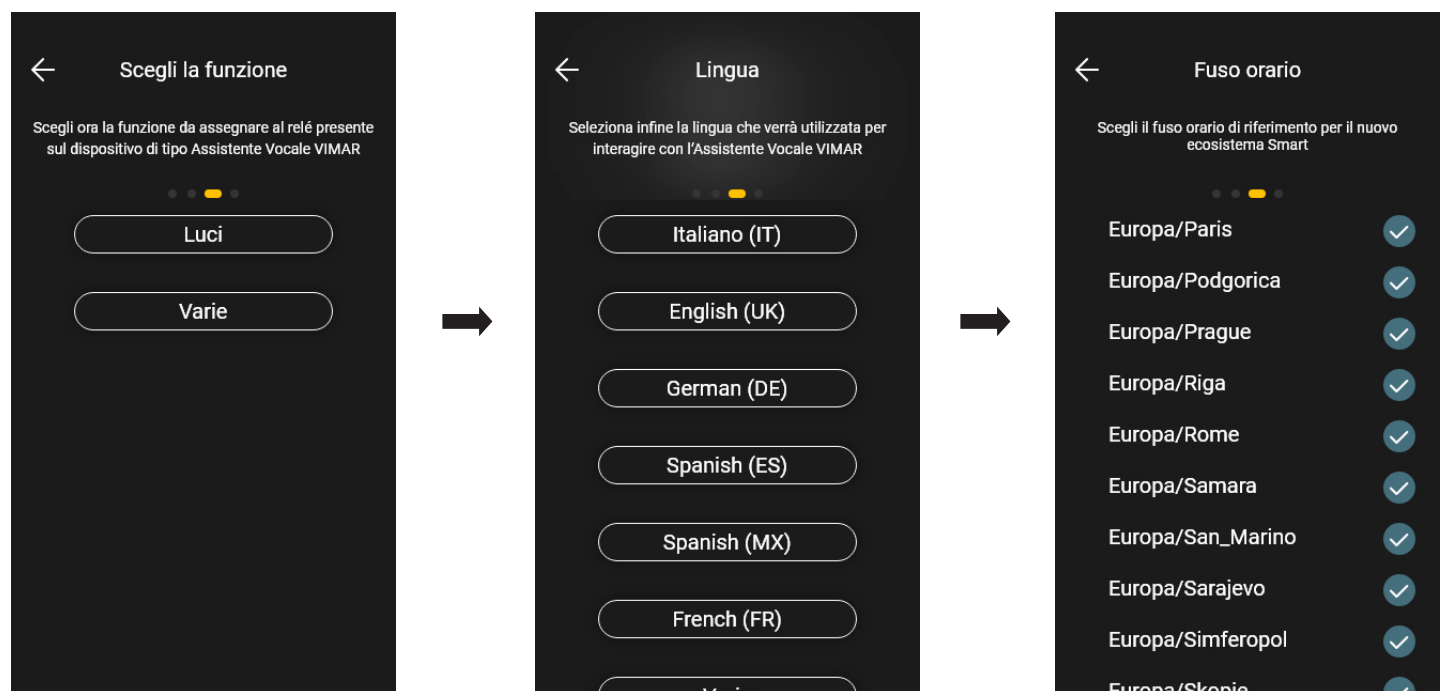 Scegli la funzione
Scegli ora la funzione da assegnare al relé presente
sul dispositivo di tipo Assistente Vocale VIMAR
Luci
Varie
Lingua
Seleziona infine la lingua che verrà utilizzata per
interagire con l'Assistente Vocale VIMAR
Italiano (IT)
English (UK)
German (DE)
Spanish (ES)
Spanish (MX)
French (FR)
Fuso orario
Scegli il fuso orario di riferimento per il nuovo
ecosistema Smart
Europa/Paris
Europa/Podgorica
Europa/Prague
Europa/Riga
Europa/Rome
Europa/Samara
Europa/San_Marino
Europa/Sarajevo
Europa/Simferopol
Europa/Skopje